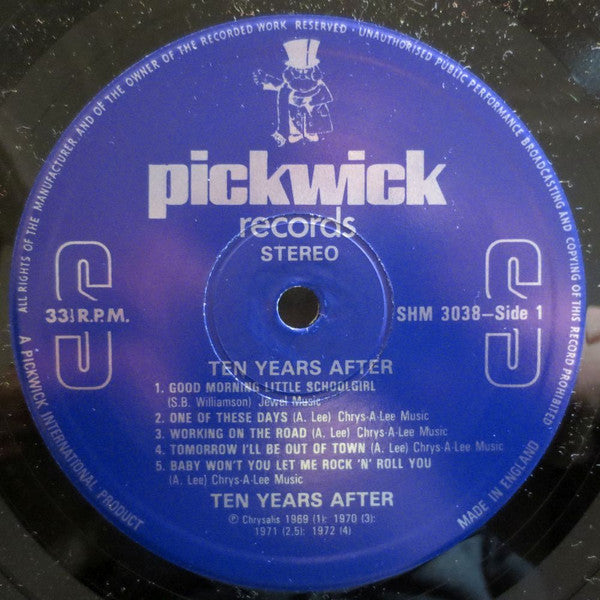 ALL RIGHTS OF THE MANUFACTURER AND OF THE OWNER OF THE RECORDED WORK RESERVED · UNAUTHORISED PUBLIC PERFORMANCE BROADCASTING AND COPYING OF THIS RECORD PROHIBITED
pickwick
records
STEREO
33⅓ R.P.M.
SHM 3038–Side 1
TEN YEARS AFTER
1. GOOD MORNING LITTLE SCHOOLGIRL
(S.B. Williamson) Jewel Music
2. ONE OF THESE DAYS (A. Lee) Chrys-A-Lee Music
3. WORKING ON THE ROAD (A. Lee) Chrys-A-Lee Music
4. TOMORROW I'LL BE OUT OF TOWN (A. Lee) Chrys-A-Lee Music
5. BABY WON'T YOU LET ME ROCK 'N' ROLL YOU
(A. Lee) Chrys-A-Lee Music
TEN YEARS AFTER
℗ Chrysalis 1969 (1): 1970 (3):
1971 (2,5): 1972 (4)
A PICKWICK INTERNATIONAL PRODUCT
MADE IN ENGLAND